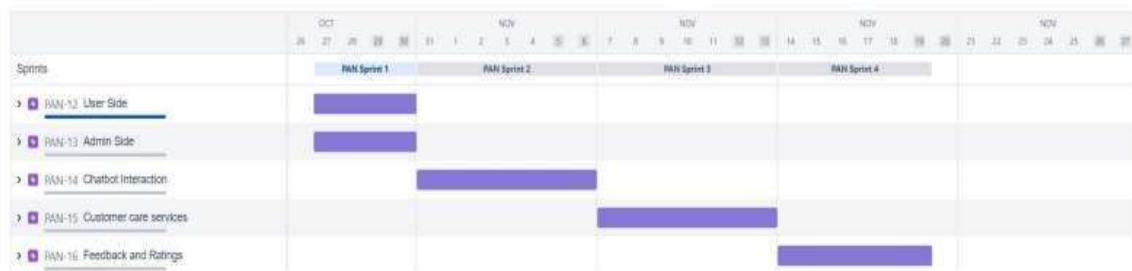 OCT NOV NOV NOV NOV
26 27 28 29 30 31 1 2 3 4 5 6 7 8 9 10 11 12 13 14 15 16 17 18 19 20 21 22 23 24 25 26 27
Sprints PAN Sprint 1 PAN Sprint 2 PAN Sprint 3 PAN Sprint 4
PAN-12 User Side
PAN-13 Admin Side
PAN-14 Chatbot Interaction
PAN-15 Customer care services
PAN-16 Feedback and Ratings